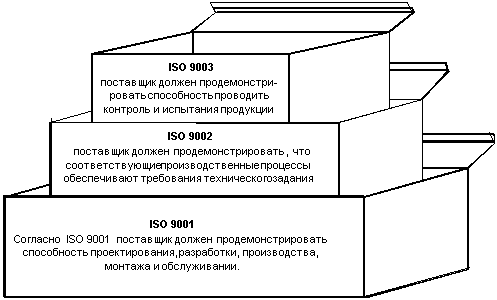 ISO 9003
поставщик должен продемонстри-
ровать способность проводить
контроль и испытания продукции
ISO 9002
поставщик должен продемонстрировать, что
соответствующие производственные процессы
обеспечивают требования технического задания
ISO 9001
Согласно ISO 9001 поставщик должен продемонстрировать
способность проектирования, разработки, производства,
монтажа и обслуживании.